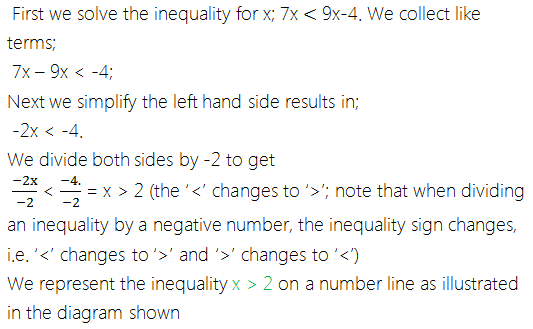 First we solve the inequality for x; 7x < 9x-4. We collect like
terms;
7x – 9x < -4;
Next we simplify the left hand side results in;
-2x < -4.
We divide both sides by -2 to get
−2x/−2 < −4./−2 = x > 2 (the ‘<’ changes to ‘>’; note that when dividing
an inequality by a negative number, the inequality sign changes,
i.e. ‘<’ changes to ‘>’ and ‘>’ changes to ‘<’)
We represent the inequality x > 2 on a number line as illustrated
in the diagram shown